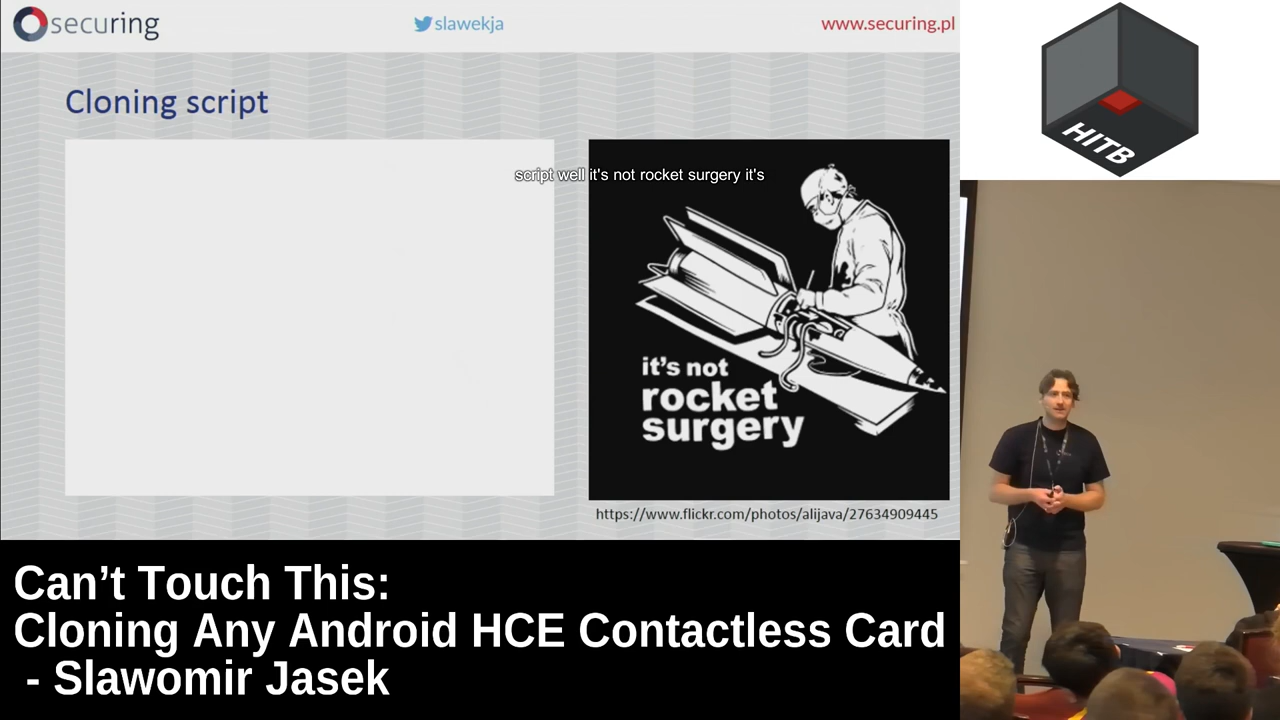 securing
slawekja
www.securing.pl
Cloning script
script well it's not rocket surgery it's
it's not
rocket
surgery
https://www.flickr.com/photos/alijava/27634909445
HITB
Can’t Touch This:
Cloning Any Android HCE Contactless Card
- Slawomir Jasek